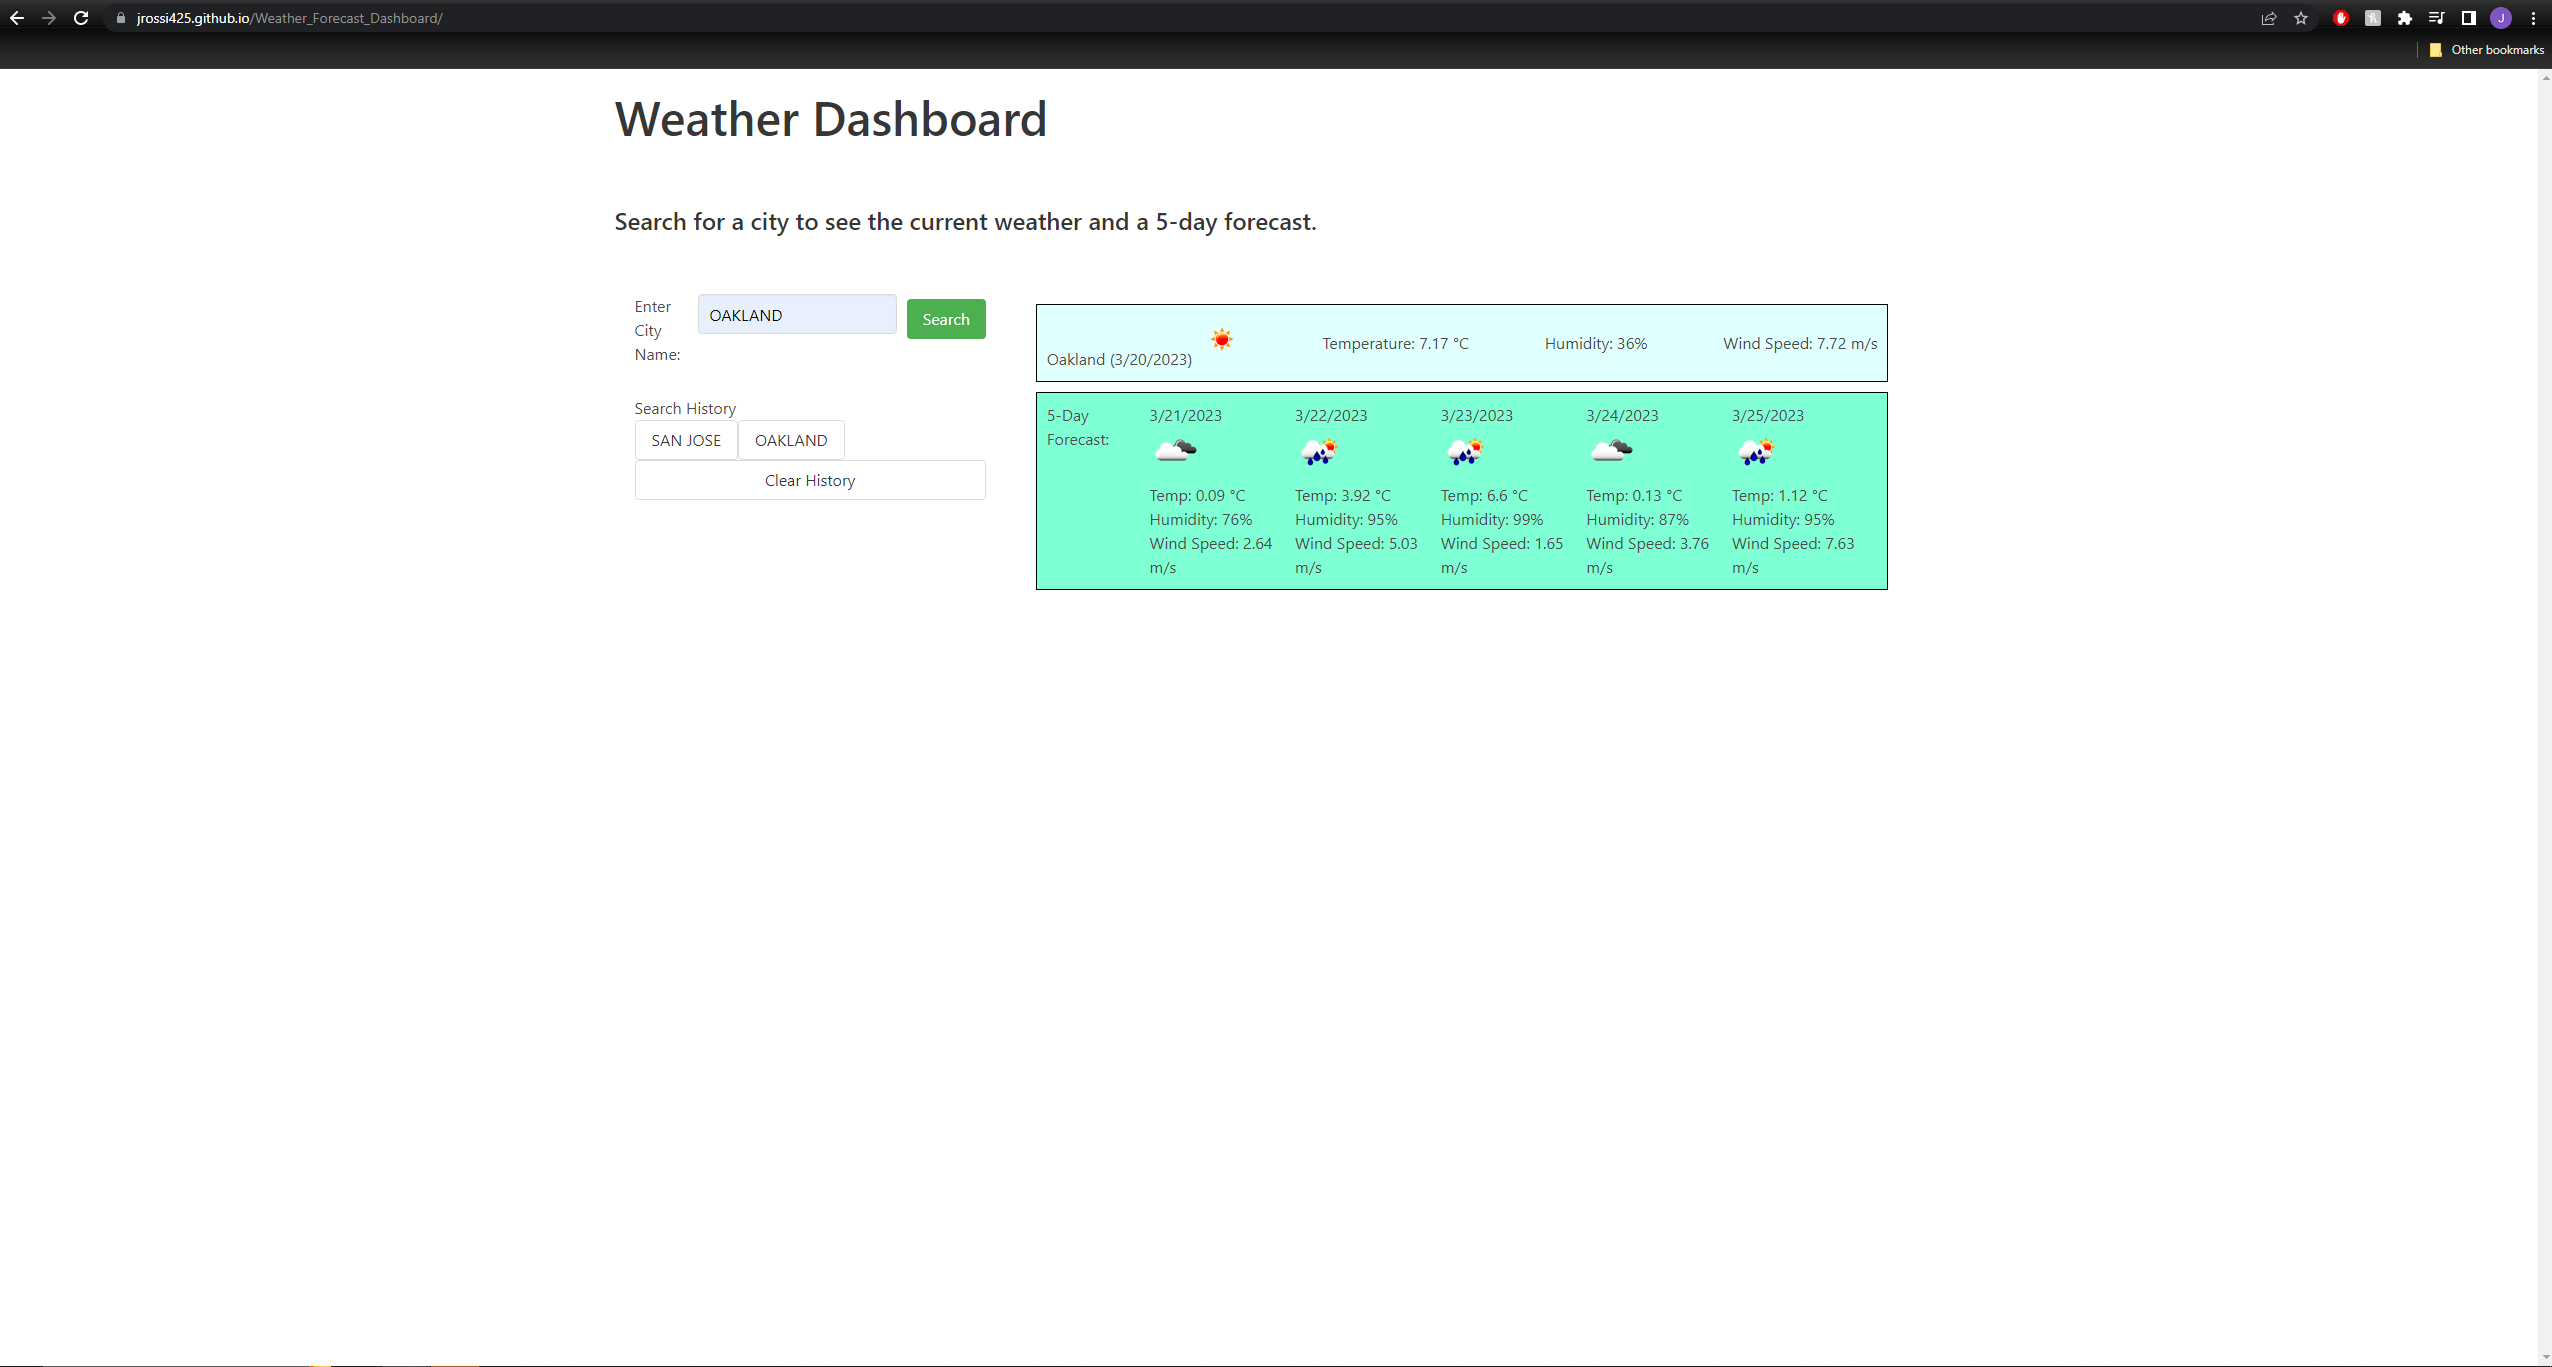 jrossi425.github.io/Weather_Forecast_Dashboard/
J
Other bookmarks
Weather Dashboard
Search for a city to see the current weather and a 5-day forecast.
Enter
City
Name:
OAKLAND
Search
Search History
SAN JOSE
OAKLAND
Clear History
Oakland (3/20/2023)
Temperature: 7.17 °C
Humidity: 36%
Wind Speed: 7.72 m/s
5-Day
Forecast:
3/21/2023
Temp: 0.09 °C
Humidity: 76%
Wind Speed: 2.64
m/s
3/22/2023
Temp: 3.92 °C
Humidity: 95%
Wind Speed: 5.03
m/s
3/23/2023
Temp: 6.6 °C
Humidity: 99%
Wind Speed: 1.65
m/s
3/24/2023
Temp: 0.13 °C
Humidity: 87%
Wind Speed: 3.76
m/s
3/25/2023
Temp: 1.12 °C
Humidity: 95%
Wind Speed: 7.63
m/s